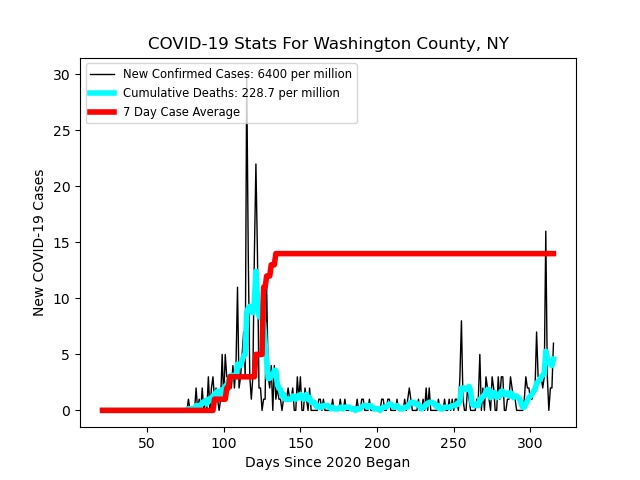 COVID-19 Stats For Washington County, NY
New Confirmed Cases: 6400 per million
Cumulative Deaths: 228.7 per million
7 Day Case Average
30
25
20
15
10
5
0
New COVID-19 Cases
50 100 150 200 250 300
Days Since 2020 Began